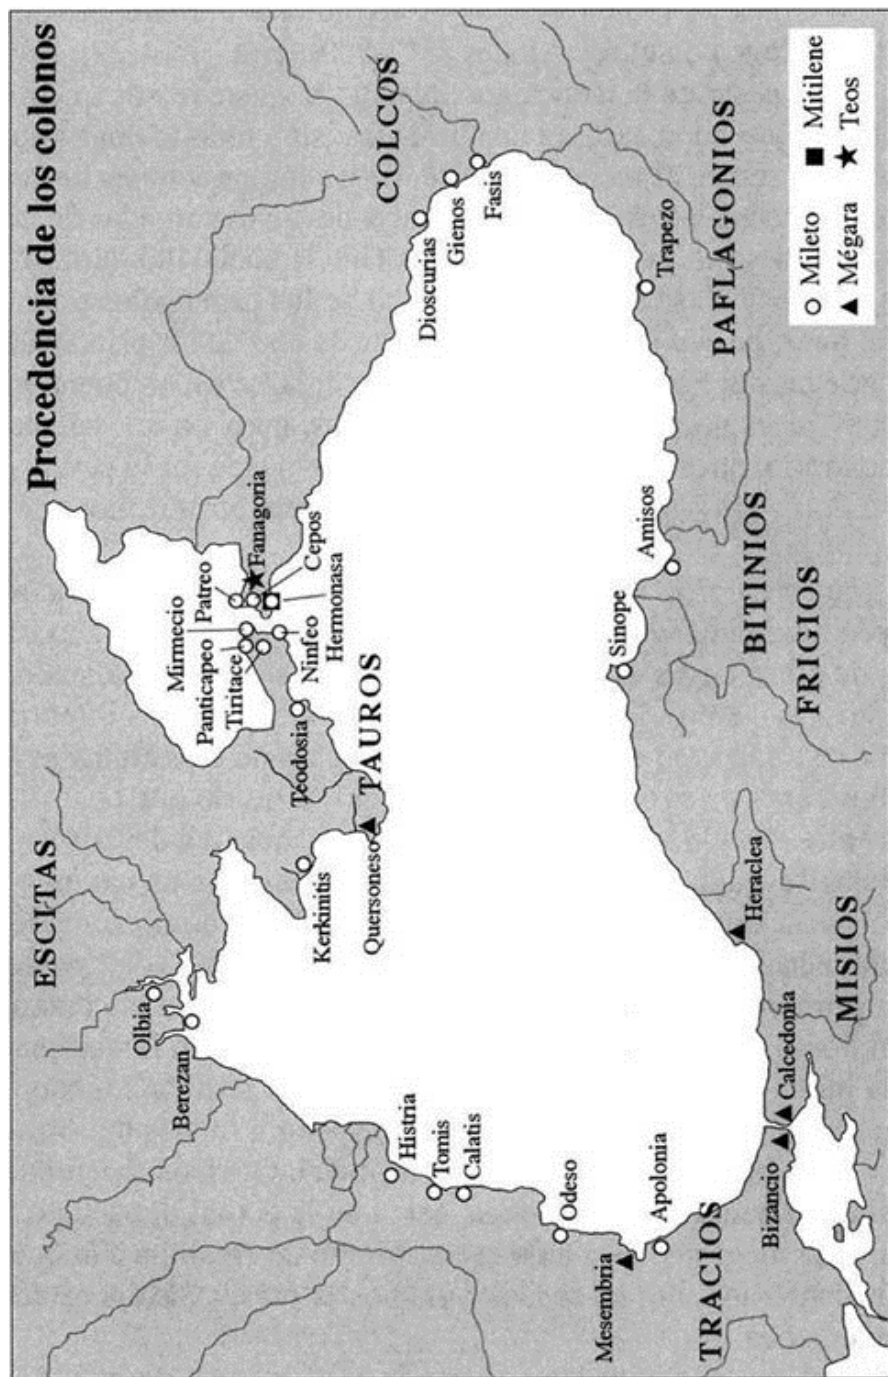 Procedencia de los colonos
ESCITAS
COLCOS
TAUROS
PAFLAGONIOS
BITINIOS
FRIGIOS
MISIOS
TRACIOS
Olbia
Berezan
Histria
Tomis
Calatis
Odeso
Mesembria
Apolonia
Bizancio
Calcedonia
Heraclea
Sinope
Amisos
Trapezo
Fasis
Gienos
Dioscurias
Kerkinitis
Quersoneso
Teodosia
Panticapeo
Tiritace
Mirmecio
Ninfeo
Patreo
Fanagoria
Cepos
Hermonasa
Mileto
Mitilene
Mégara
Teos